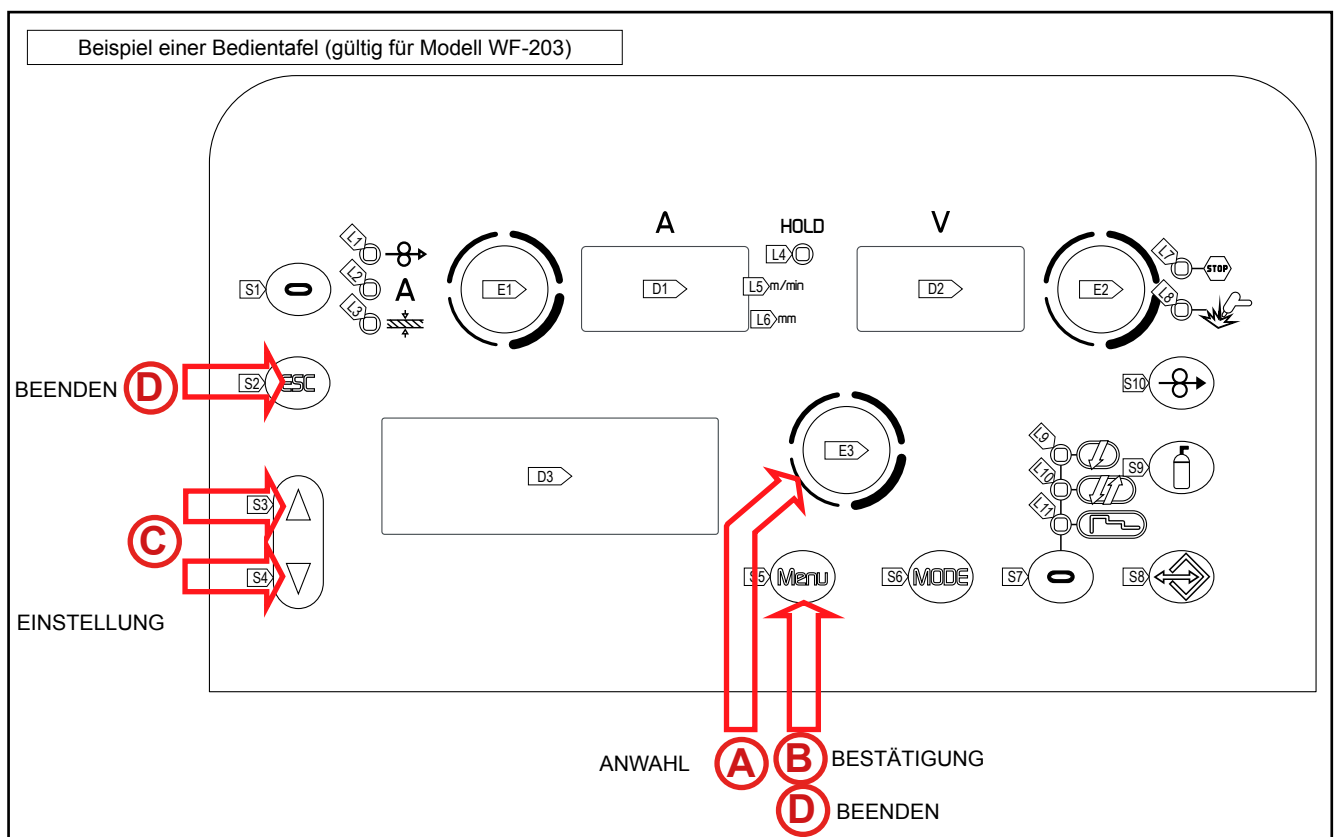 Beispiel einer Bedientafel (gültig für Modell WF-203)
A
HOLD
V
L1
L2
L3
A
S1
E1
D1
L4
L5 m/min
L6 mm
D2
E2
L7
STOP
L8
BEENDEN D
S2 ESC
S10
D3
E3
L9
L10
L11
S9
S3
C
S4
EINSTELLUNG
S5 Menu
S6 MODE
S7
S8
ANWAHL A
B BESTÄTIGUNG
D BEENDEN